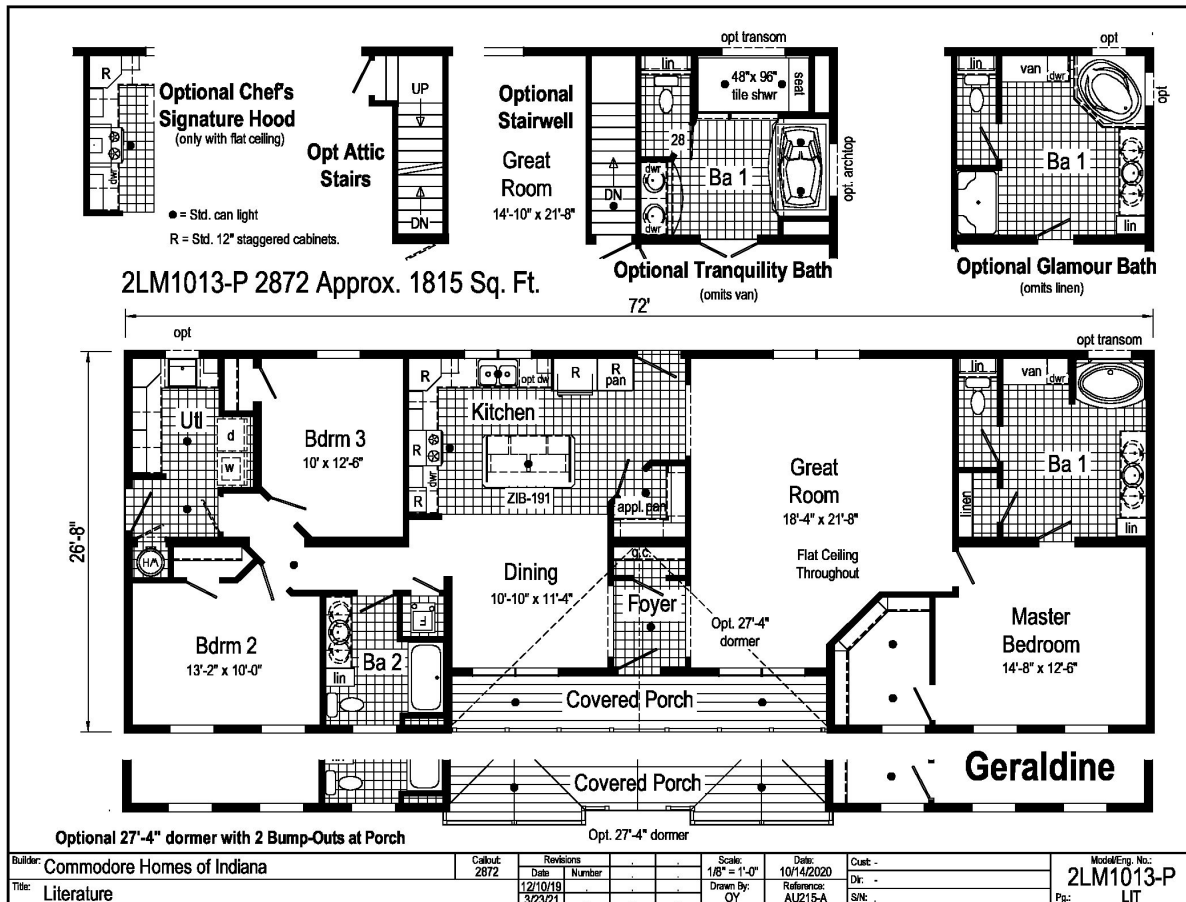 opt transom
opt
R
Optional Chef's
Signature Hood
(only with flat ceiling)
dwr
● = Std. can light
R = Std. 12" staggered cabinets.
Opt Attic
Stairs
UP
DN
Optional
Stairwell
Great
Room
14'-10" x 21'-8"
DN
lin
48"x 96"
tile shwr
seat
28
dwr
dwr
Ba 1
opt. archtop
Optional Tranquility Bath
(omits van)
lin
van
dwr
opt
Ba 1
lin
Optional Glamour Bath
(omits linen)
2LM1013-P 2872 Approx. 1815 Sq. Ft.
72'
26'-8"
opt
Utl
d
w
H/W
Bdrm 3
10' x 12'-6"
R
opt dw
R
R
pan
Kitchen
R
dwr
R
ZIB-191
appl. pan
g.c.
Dining
10'-10" x 11'-4"
Foyer
Great
Room
18'-4" x 21'-8"
Flat Ceiling
Throughout
Opt. 27'-4"
dormer
opt transom
lin
van
dwr
Ba 1
linen
lin
Master
Bedroom
14'-8" x 12'-6"
Bdrm 2
13'-2" x 10'-0"
Ba 2
lin
Covered Porch
Covered Porch
Geraldine
Optional 27'-4" dormer with 2 Bump-Outs at Porch
Opt. 27'-4" dormer
Builder: Commodore Homes of Indiana
Title: Literature
Callout:
2872
Revisions
Date Number
12/10/19
3/23/21
Scale:
1/8" = 1'-0"
Drawn By:
OY
Date:
10/14/2020
Reference:
AU215-A
Cust: -
Dir: -
S/N: .
Model/Eng. No.:
2LM1013-P
Pg.: LIT